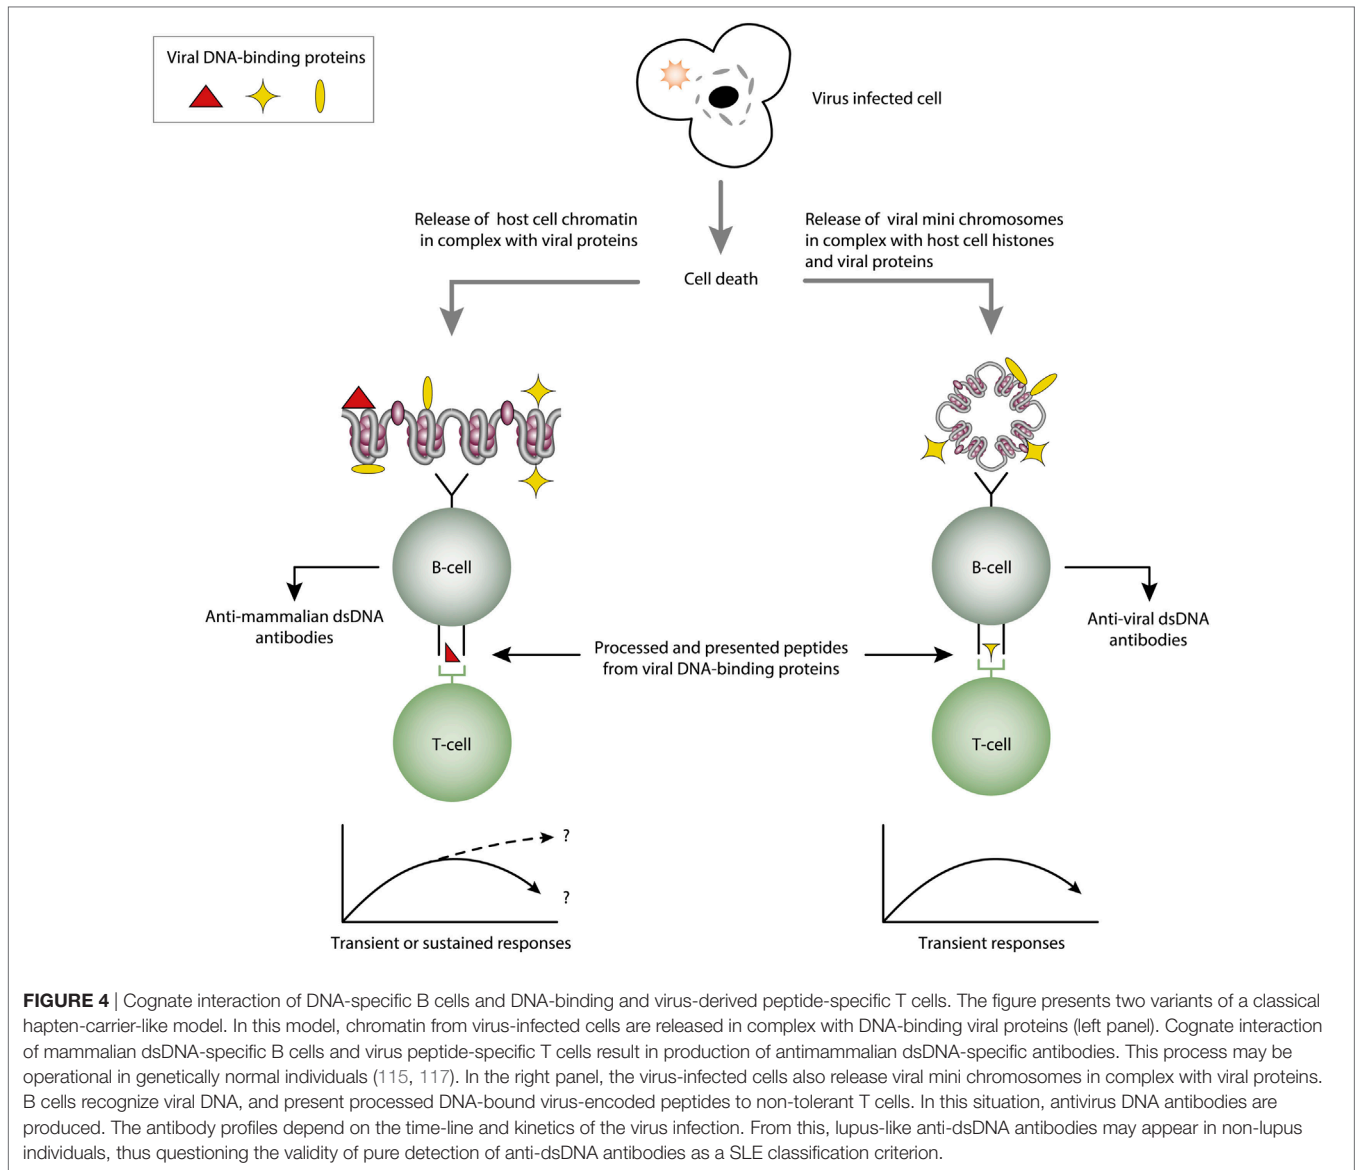 Viral DNA-binding proteins
Virus infected cell
Release of host cell chromatin
in complex with viral proteins
Release of viral mini chromosomes
in complex with host cell histones
and viral proteins
Cell death
B-cell
B-cell
Anti-mammalian dsDNA
antibodies
Anti-viral dsDNA
antibodies
Processed and presented peptides
from viral DNA-binding proteins
T-cell
T-cell
?
?
Transient or sustained responses
Transient responses
FIGURE 4 | Cognate interaction of DNA-specific B cells and DNA-binding and virus-derived peptide-specific T cells. The figure presents two variants of a classical
hapten-carrier-like model. In this model, chromatin from virus-infected cells are released in complex with DNA-binding viral proteins (left panel). Cognate interaction
of mammalian dsDNA-specific B cells and virus peptide-specific T cells result in production of antimammalian dsDNA-specific antibodies. This process may be
operational in genetically normal individuals (115, 117). In the right panel, the virus-infected cells also release viral mini chromosomes in complex with viral proteins.
B cells recognize viral DNA, and present processed DNA-bound virus-encoded peptides to non-tolerant T cells. In this situation, antivirus DNA antibodies are
produced. The antibody profiles depend on the time-line and kinetics of the virus infection. From this, lupus-like anti-dsDNA antibodies may appear in non-lupus
individuals, thus questioning the validity of pure detection of anti-dsDNA antibodies as a SLE classification criterion.